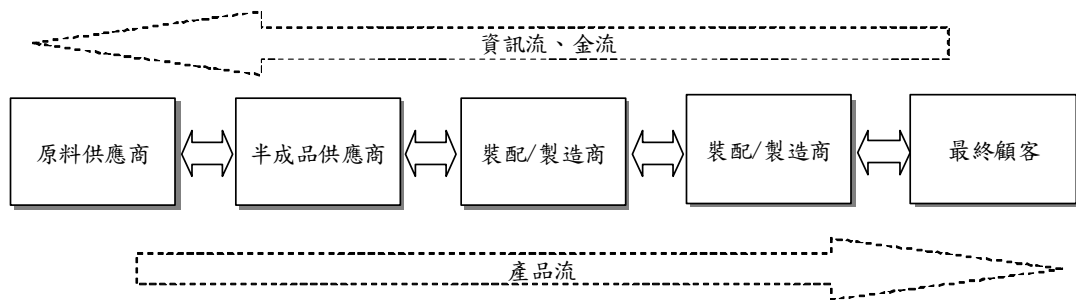 資訊流、金流
原料供應商
半成品供應商
裝配/製造商
裝配/製造商
最終顧客
產品流